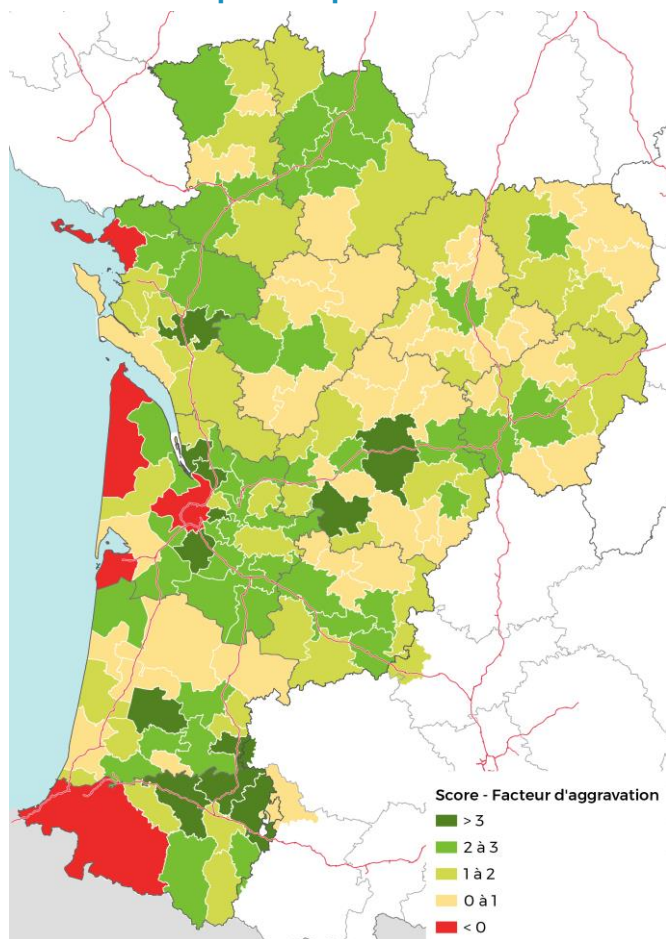 Score - Facteur d'aggravation
> 3
2 à 3
1 à 2
0 à 1
< 0